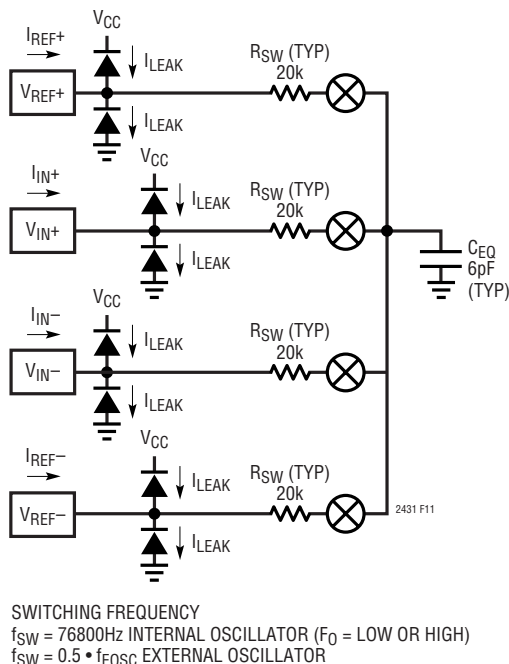 VCC
IREF+
ILEAK
RSW (TYP)
20k
VREF+
ILEAK
VCC
IIN+
ILEAK
RSW (TYP)
20k
VIN+
ILEAK
CEQ
6pF
(TYP)
VCC
IIN–
ILEAK
RSW (TYP)
20k
VIN–
ILEAK
VCC
IREF–
ILEAK
RSW (TYP)
20k
VREF–
ILEAK
2431 F11
SWITCHING FREQUENCY
fSW = 76800Hz INTERNAL OSCILLATOR (FO = LOW OR HIGH)
fSW = 0.5 • fEOSC EXTERNAL OSCILLATOR